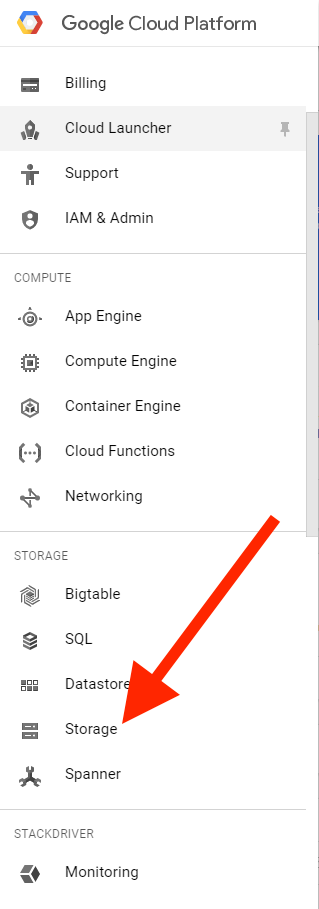 Google Cloud Platform
Billing
Cloud Launcher
Support
IAM & Admin
COMPUTE
App Engine
Compute Engine
Container Engine
Cloud Functions
Networking
STORAGE
Bigtable
SQL
Datastore
Storage
Spanner
STACKDRIVER
Monitoring